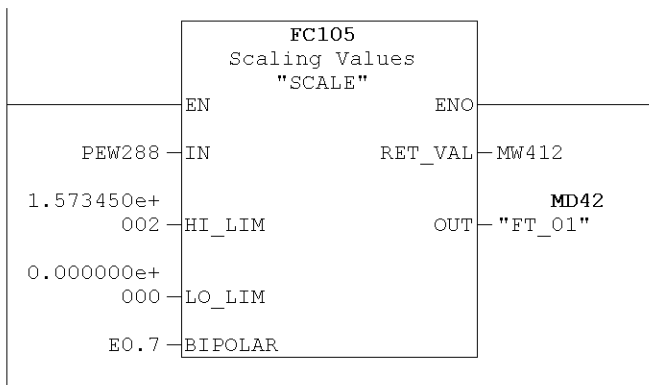 FC105
Scaling Values
"SCALE"
EN
ENO
PEW288
IN
RET_VAL
MW412
1.573450e+
002
HI_LIM
MD42
OUT
"FT_01"
0.000000e+
000
LO_LIM
E0.7
BIPOLAR